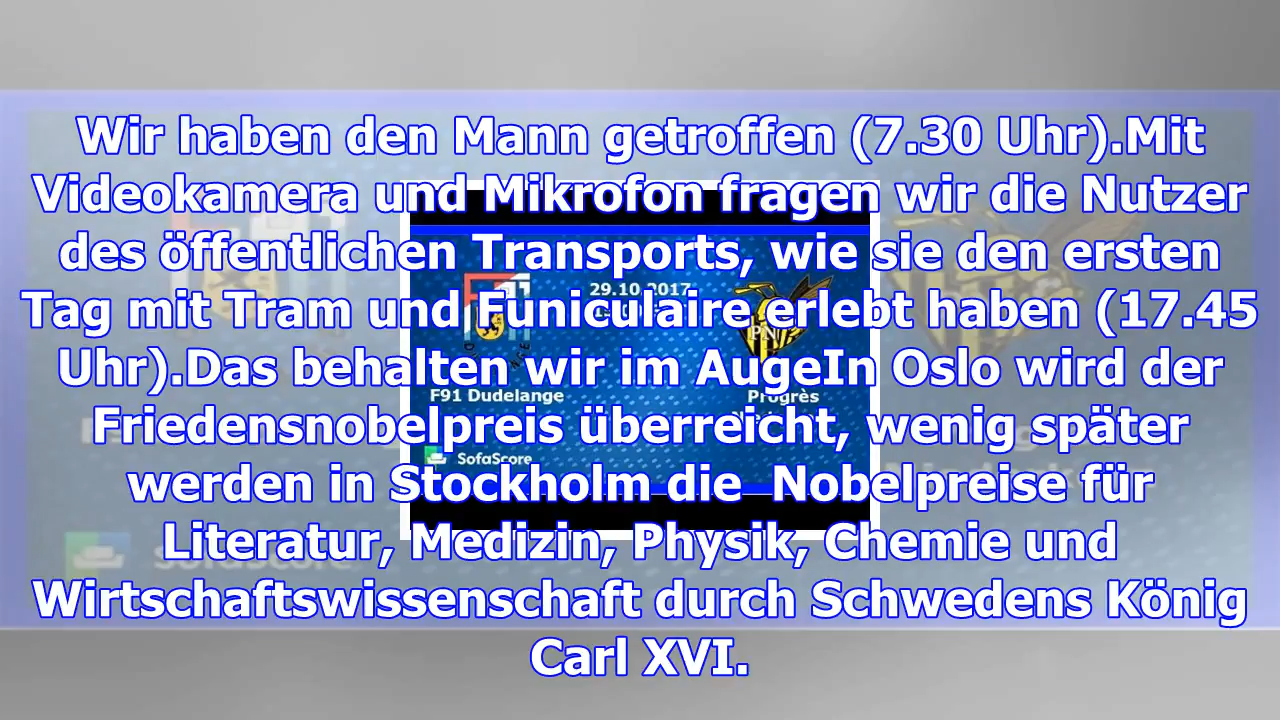 Wir haben den Mann getroffen (7.30 Uhr).Mit
Videokamera und Mikrofon fragen wir die Nutzer
des öffentlichen Transports, wie sie den ersten
Tag mit Tram und Funiculaire erlebt haben (17.45
Uhr).Das behalten wir im AugeIn Oslo wird der
Friedensnobelpreis überreicht, wenig später
werden in Stockholm die  Nobelpreise für
Literatur, Medizin, Physik, Chemie und
Wirtschaftswissenschaft durch Schwedens König
Carl XVI.
29.10.2017
F91 Dudelange
Progrès
SofaScore